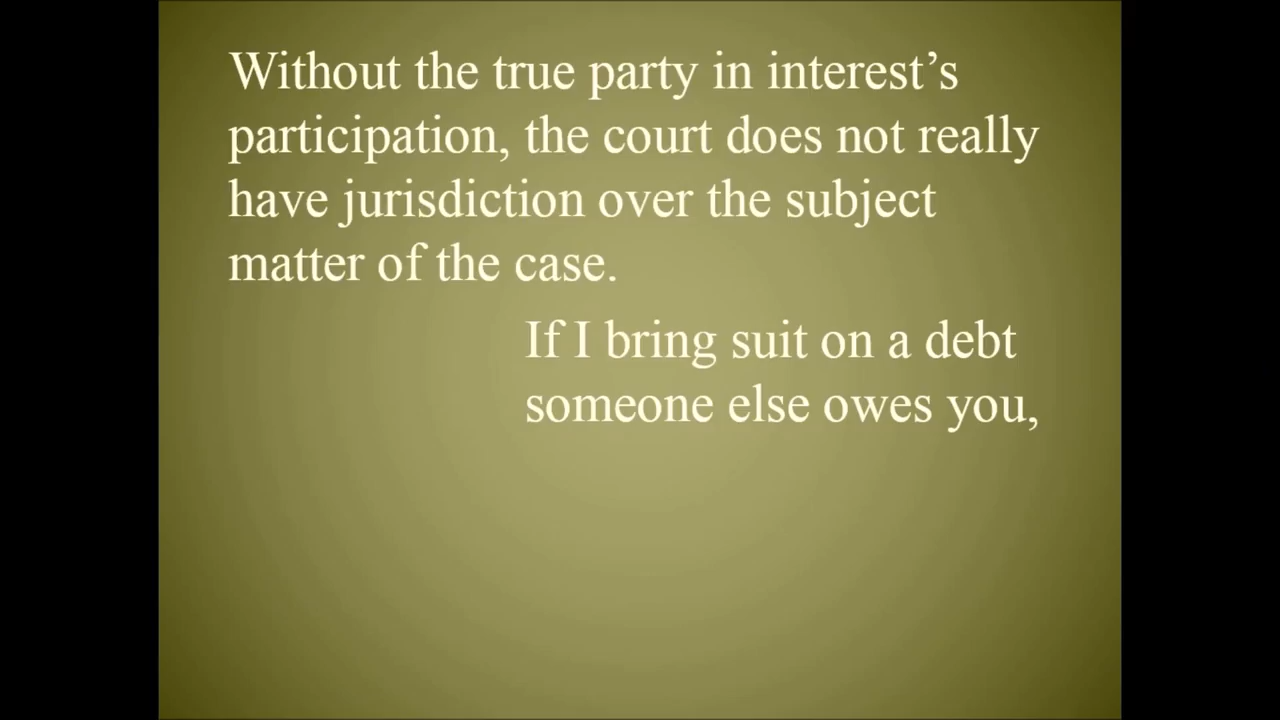 Without the true party in interest’s
participation, the court does not really
have jurisdiction over the subject
matter of the case.
If I bring suit on a debt
someone else owes you,